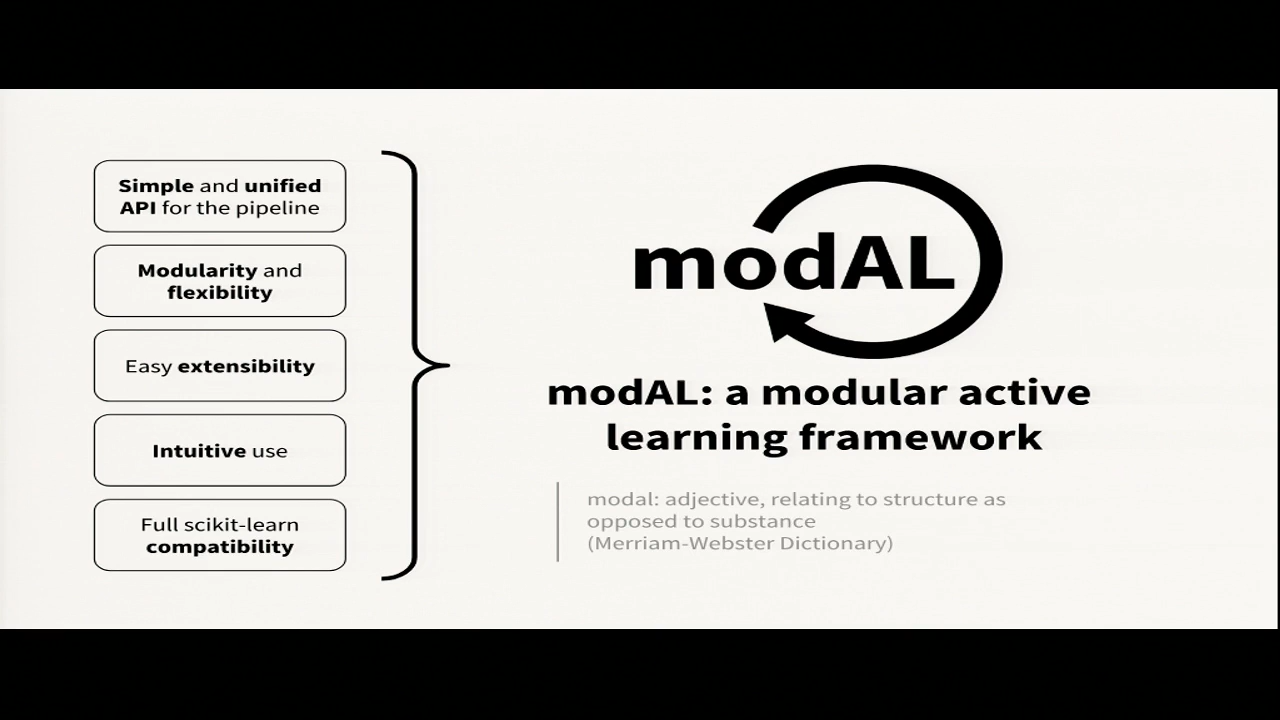 Simple and unified
API for the pipeline
Modularity and
flexibility
Easy extensibility
Intuitive use
Full scikit-learn
compatibility
modAL
modAL: a modular active
learning framework
modal: adjective, relating to structure as
opposed to substance
(Merriam-Webster Dictionary)